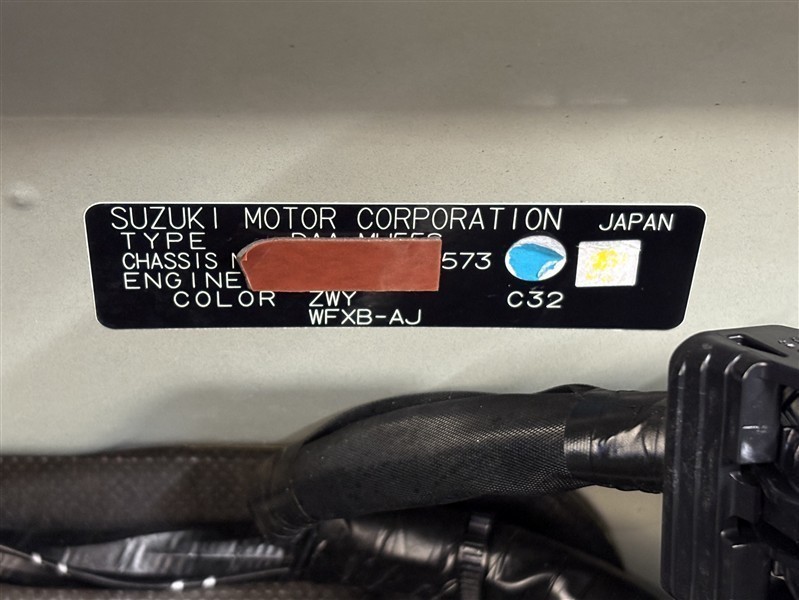 SUZUKI MOTOR CORPORATION JAPAN
TYPE
CHASSIS 573
ENGINE
COLOR ZWY C32
WFXB-AJ